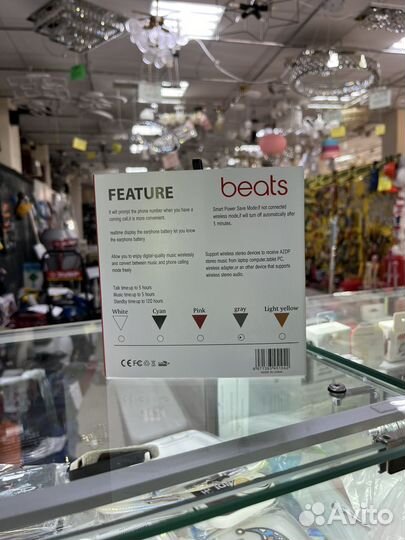 FEATURE
beats
It will prompt the phone number when you have a
coming call,it is more convenient.
realtime display the earphone battery let you know
the earphone battery.
Allow you to enjoy digital-quality music wirelessly
and convert between music and phone calling
mode freely
Talk time:up to 5 hours
Music time:up to 5 hours
Standby time:up to 120 hours
Smart Power Save Mode,if not connected
wireless mode,it will turn off automatically after
5 minutes.
Support wireless stereo devices to receive A2DP
stereo music from laptop computer,tablet.PC,
wireless adapter,or an other device that supports
wireless stereo audio.
White
Cyan
Pink
gray
Light yellow
CE FC
Avito